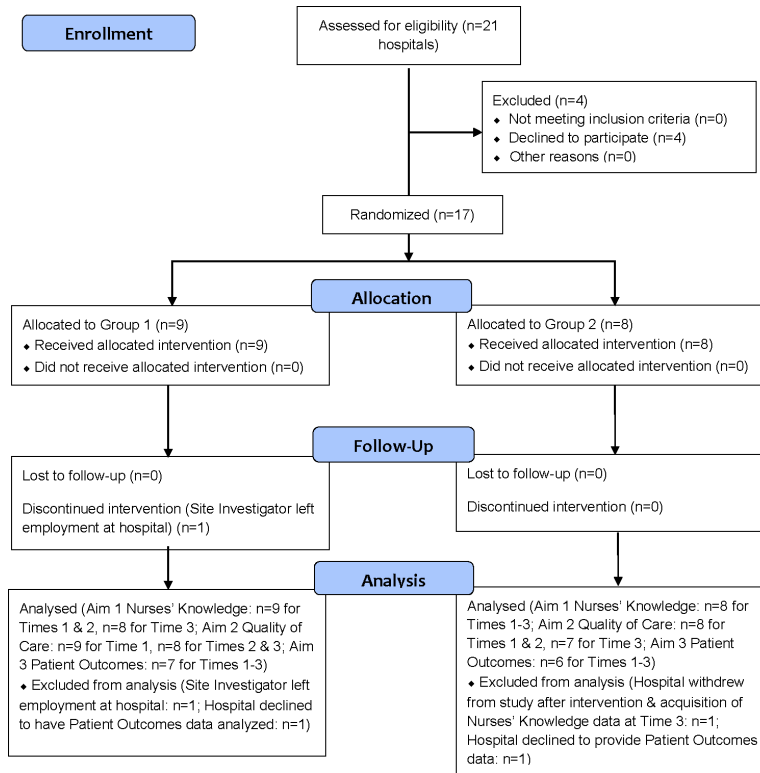 Enrollment
Assessed for eligibility (n=21
hospitals)
Excluded (n=4)
⬥ Not meeting inclusion criteria (n=0)
⬥ Declined to participate (n=4)
⬥ Other reasons (n=0)
Randomized (n=17)
Allocation
Allocated to Group 1 (n=9)
⬥ Received allocated intervention (n=9)
⬥ Did not receive allocated intervention (n=0)
Allocated to Group 2 (n=8)
⬥ Received allocated intervention (n=8)
⬥ Did not receive allocated intervention (n=0)
Follow-Up
Lost to follow-up (n=0)
Discontinued intervention (Site Investigator left
employment at hospital) (n=1)
Lost to follow-up (n=0)
Discontinued intervention (n=0)
Analysis
Analysed (Aim 1 Nurses’ Knowledge: n=9 for
Times 1 & 2, n=8 for Time 3; Aim 2 Quality of
Care: n=9 for Time 1, n=8 for Times 2 & 3; Aim
3 Patient Outcomes: n=7 for Times 1-3)
⬥ Excluded from analysis (Site Investigator left
employment at hospital: n=1; Hospital declined
to have Patient Outcomes data analyzed: n=1)
Analysed (Aim 1 Nurses’ Knowledge: n=8 for
Times 1-3; Aim 2 Quality of Care: n=8 for
Times 1 & 2, n=7 for Time 3; Aim 3 Patient
Outcomes: n=6 for Times 1-3)
⬥ Excluded from analysis (Hospital withdrew
from study after intervention & acquisition of
Nurses’ Knowledge data at Time 3: n=1;
Hospital declined to provide Patient Outcomes
data: n=1)